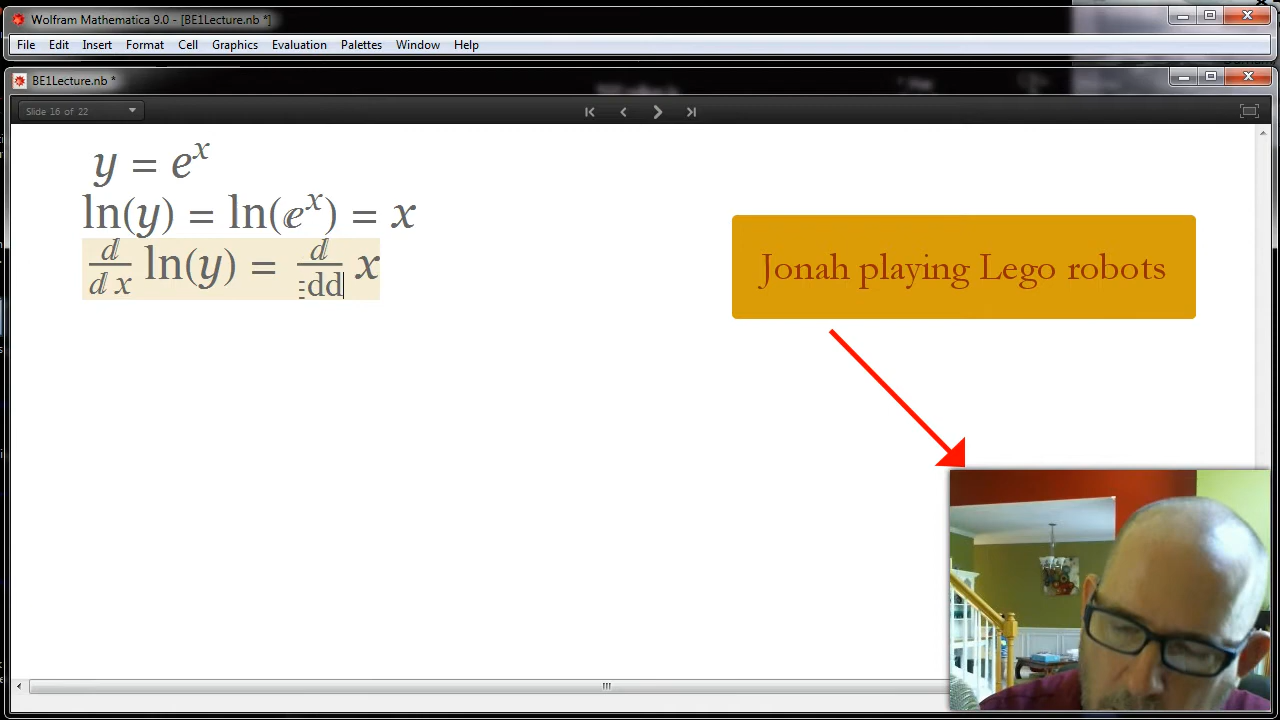 Wolfram Mathematica 9.0 - [BE1Lecture.nb *]
File Edit Insert Format Cell Graphics Evaluation Palettes Window Help
BE1Lecture.nb *
Slide 16 of 22
y = e^x
ln(y) = ln(e^x) = x
ⅆ/ⅆ x ln(y) = ⅆ/⋮dd x
Jonah playing Lego robots